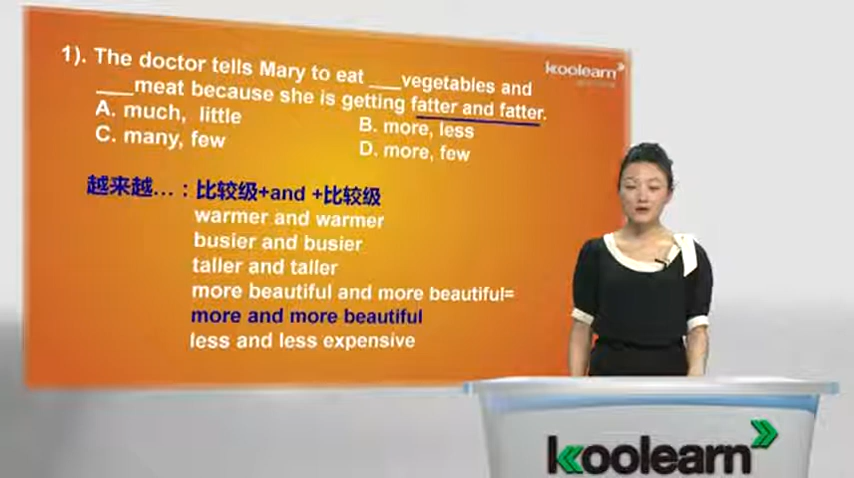 1). The doctor tells Mary to eat ___vegetables and
___meat because she is getting fatter and fatter.
A. much, little
B. more, less
C. many, few
D. more, few
越来越…：比较级+and +比较级
warmer and warmer
busier and busier
taller and taller
more beautiful and more beautiful=
more and more beautiful
less and less expensive
koolearn
koolearn